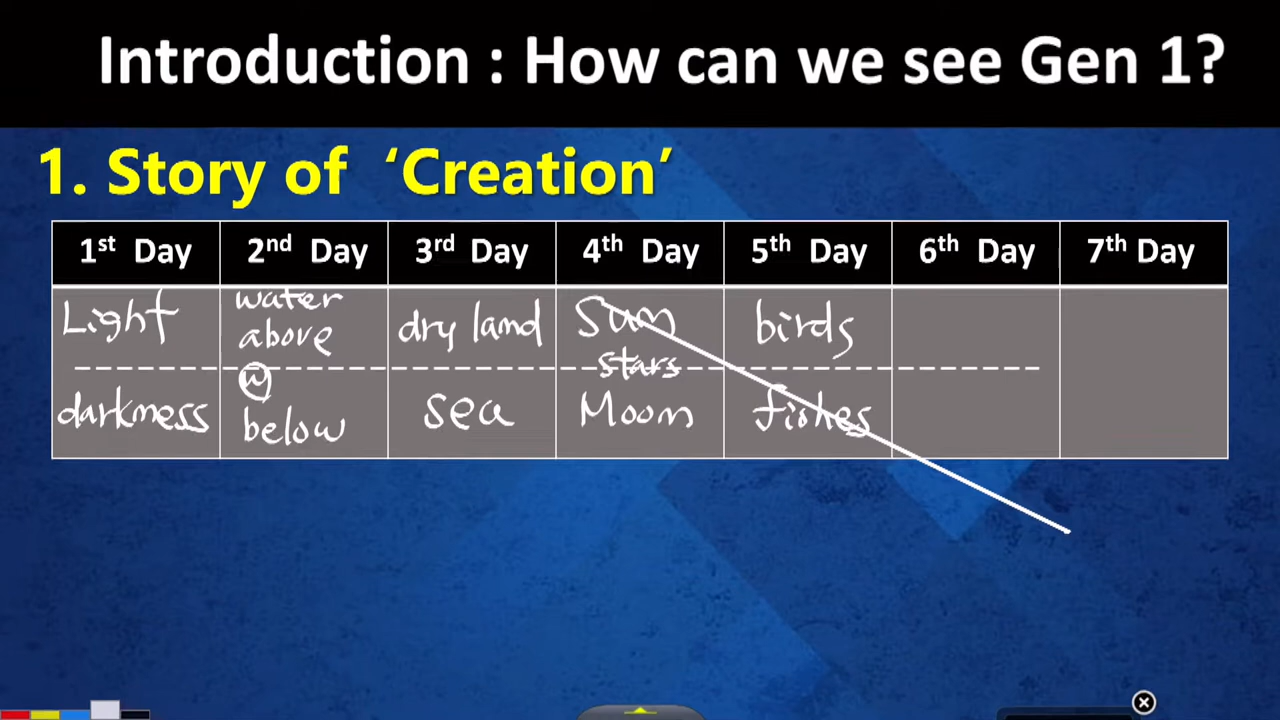 Introduction : How can we see Gen 1?
1. Story of ‘Creation’
1st Day 2nd Day 3rd Day 4th Day 5th Day 6th Day 7th Day
Light
water
above
dry land
Sun
birds
stars
w
darkness
below
sea
Moon
fishes